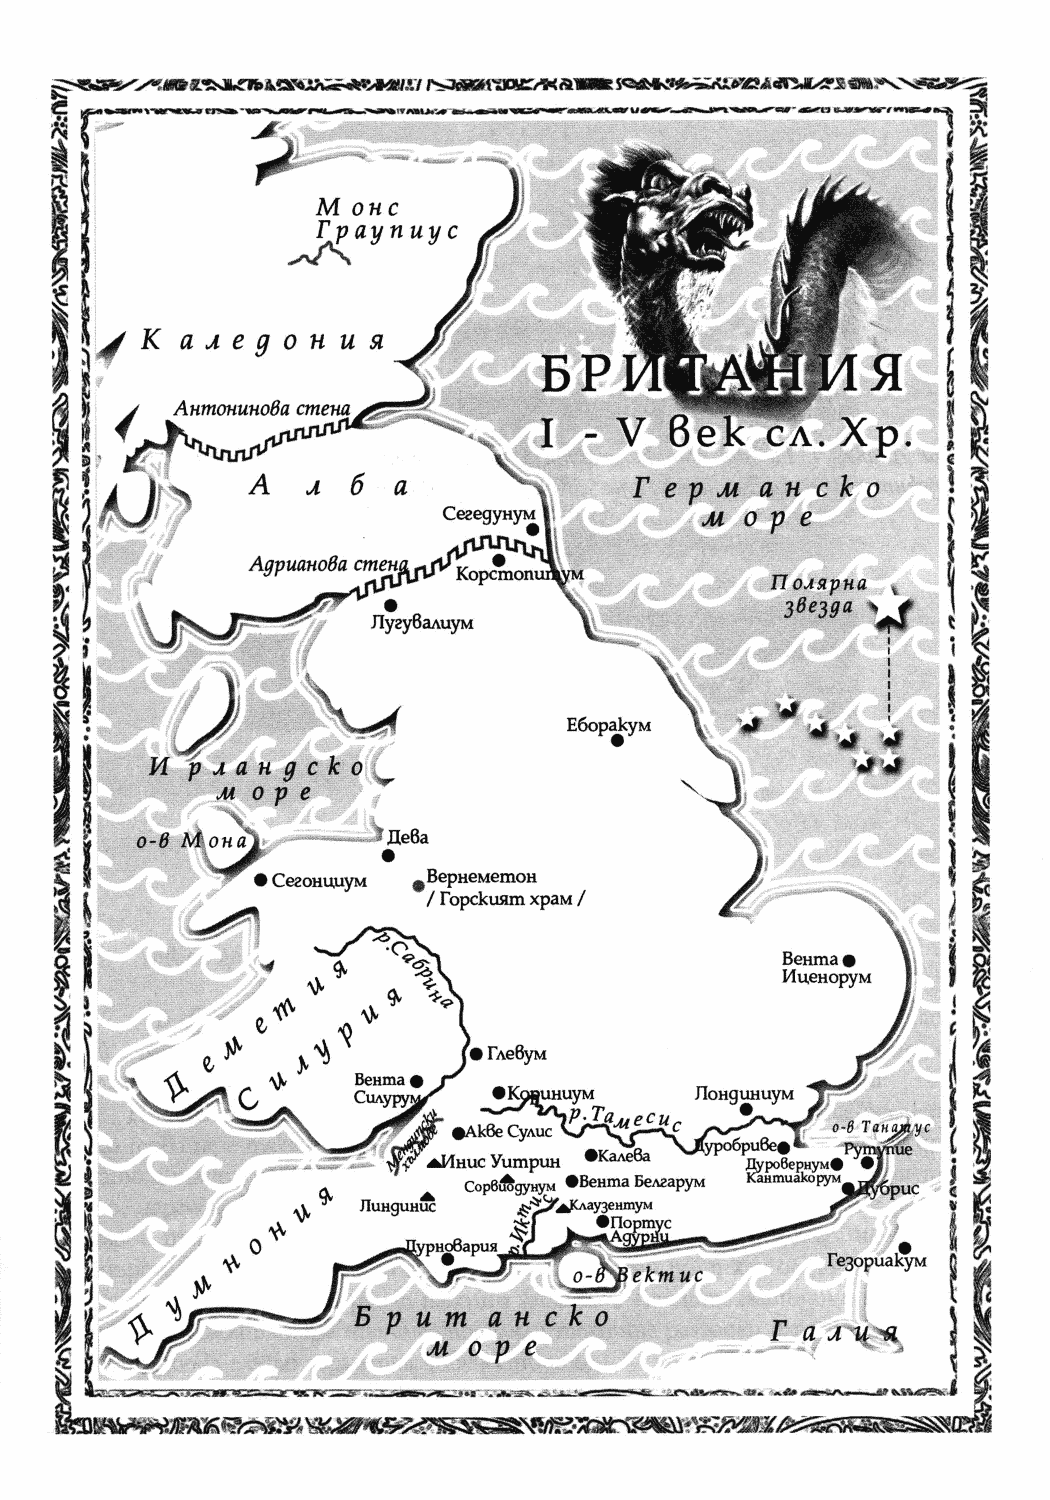 Монс
Граупиус
Каледония
БРИТАНИЯ
I - V век сл. Хр.
Антонинова стена
Алба
Германско
море
Сегедунум
Адрианова стена
Корстопитум
Лугувалиум
Полярна
звезда
Еборакум
Ирландско
море
о-в Мона
Дева
Сегонциум
Вернеметон
/ Горският храм /
р.Сабрина
Вента
Иценорум
Деметия
Силурия
Глевум
Вента
Силурум
Кориниум
Лондиниум
р.Тамесис
о-в Танатус
Мендипски
хълмове
Акве Сулис
Дуробриве
Рутупие
Инис Уитрин
Калева
Дуровернум
Кантиакорум
Сорвиодунум
Вента Белгарум
Дубрис
Линдинис
р.Иктис
Клаузентум
Портус
Адурни
Думнония
Дурновария
Гезориакум
о-в Вектис
Британско
море
Галия